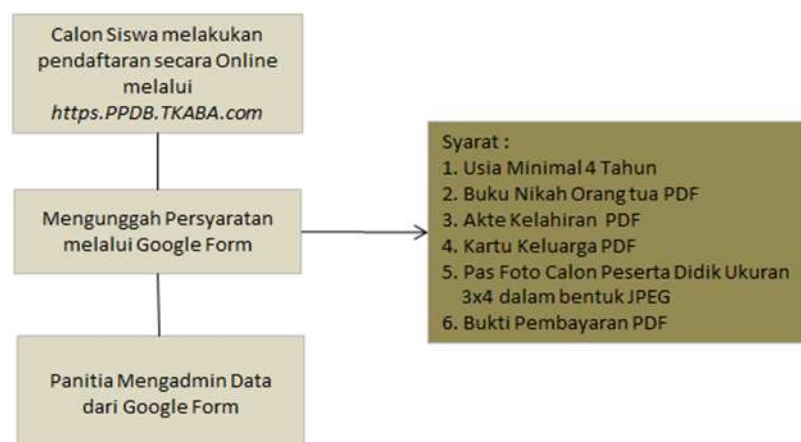 Calon Siswa melakukan
pendaftaran secara Online
melalui
https.PPDB.TKABA.com
Mengunggah Persyaratan
melalui Google Form
Syarat :
1. Usia Minimal 4 Tahun
2. Buku Nikah Orang tua PDF
3. Akte Kelahiran PDF
4. Kartu Keluarga PDF
5. Pas Foto Calon Peserta Didik Ukuran
3x4 dalam bentuk JPEG
6. Bukti Pembayaran PDF
Panitia Mengadmin Data
dari Google Form